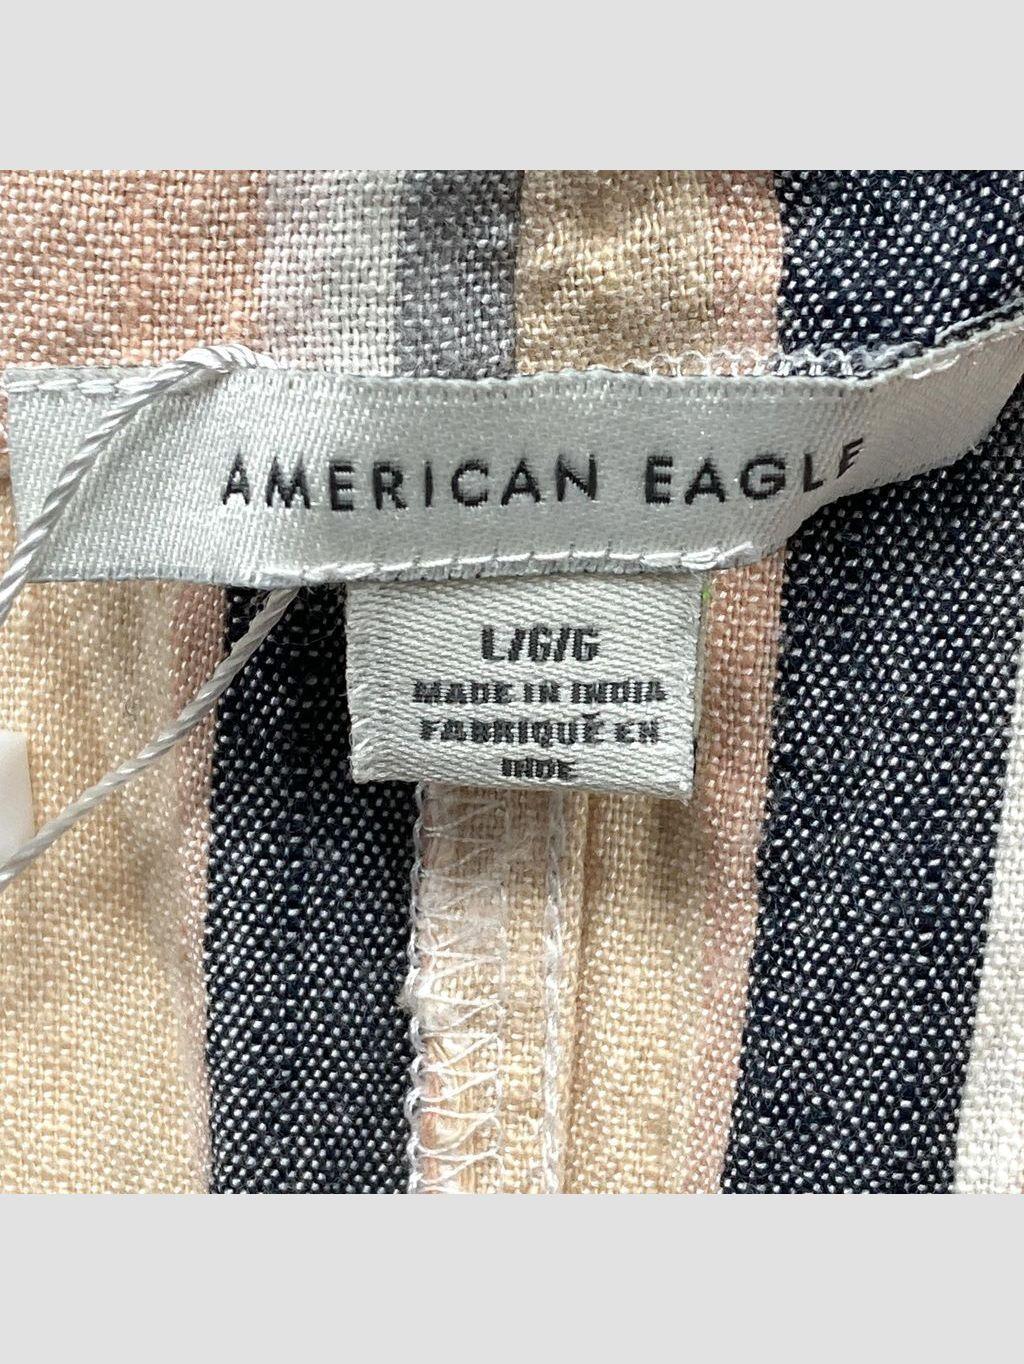 AMERICAN EAGLE
L/G/G
MADE IN INDIA
FABRIQUÉ EN
INDE